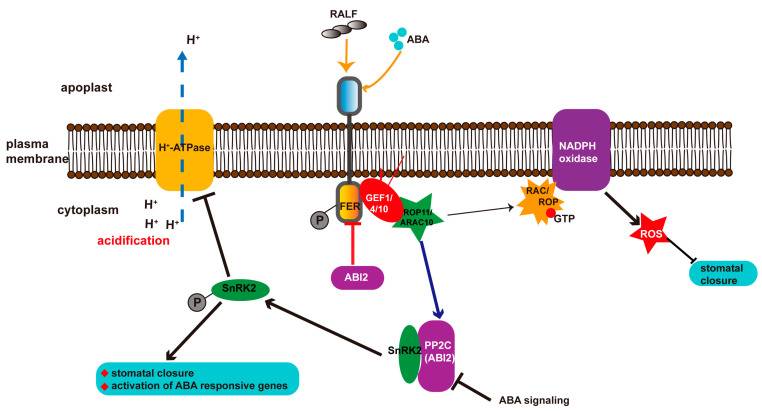 RALF
H⁺
ABA
apoplast
plasma
membrane
H⁺-ATPase
NADPH
oxidase
cytoplasm
H⁺
H⁺ H⁺
acidification
P
FER
GEF1/
4/10
ROP11/
ARAC10
RAC/
ROP
GTP
ROS
stomatal
closure
ABI2
SnRK2
P
SnRK2
PP2C
(ABI2)
stomatal closure
activation of ABA responsive genes
ABA signaling